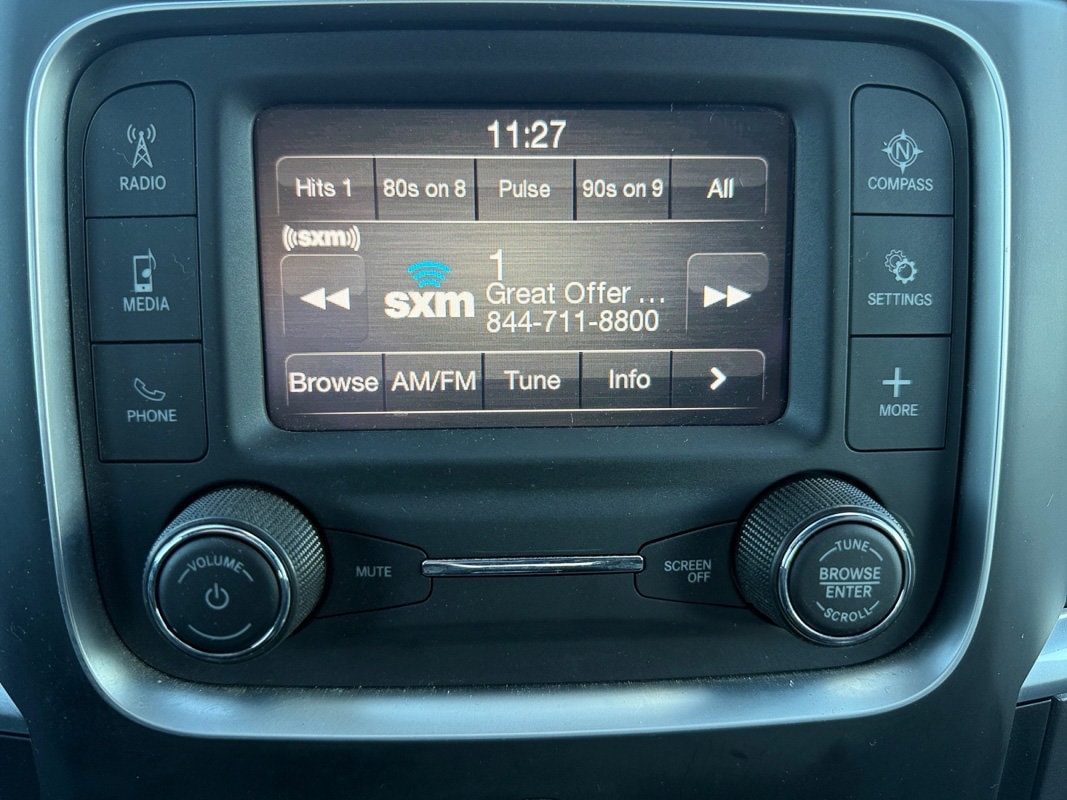 11:27
Hits 1 80s on 8 Pulse 90s on 9 All
((sxm))
sxm
1
Great Offer ...
844-711-8800
Browse AM/FM Tune Info >
RADIO
MEDIA
PHONE
N
COMPASS
SETTINGS
MORE
VOLUME
MUTE
SCREEN
OFF
TUNE
BROWSE
ENTER
SCROLL